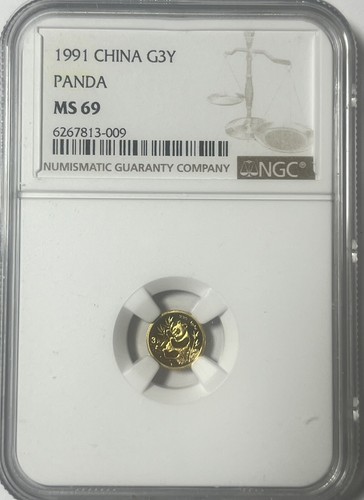 1991 CHINA G3Y
PANDA
MS 69
6267813-009
NUMISMATIC GUARANTY COMPANY
NGC®